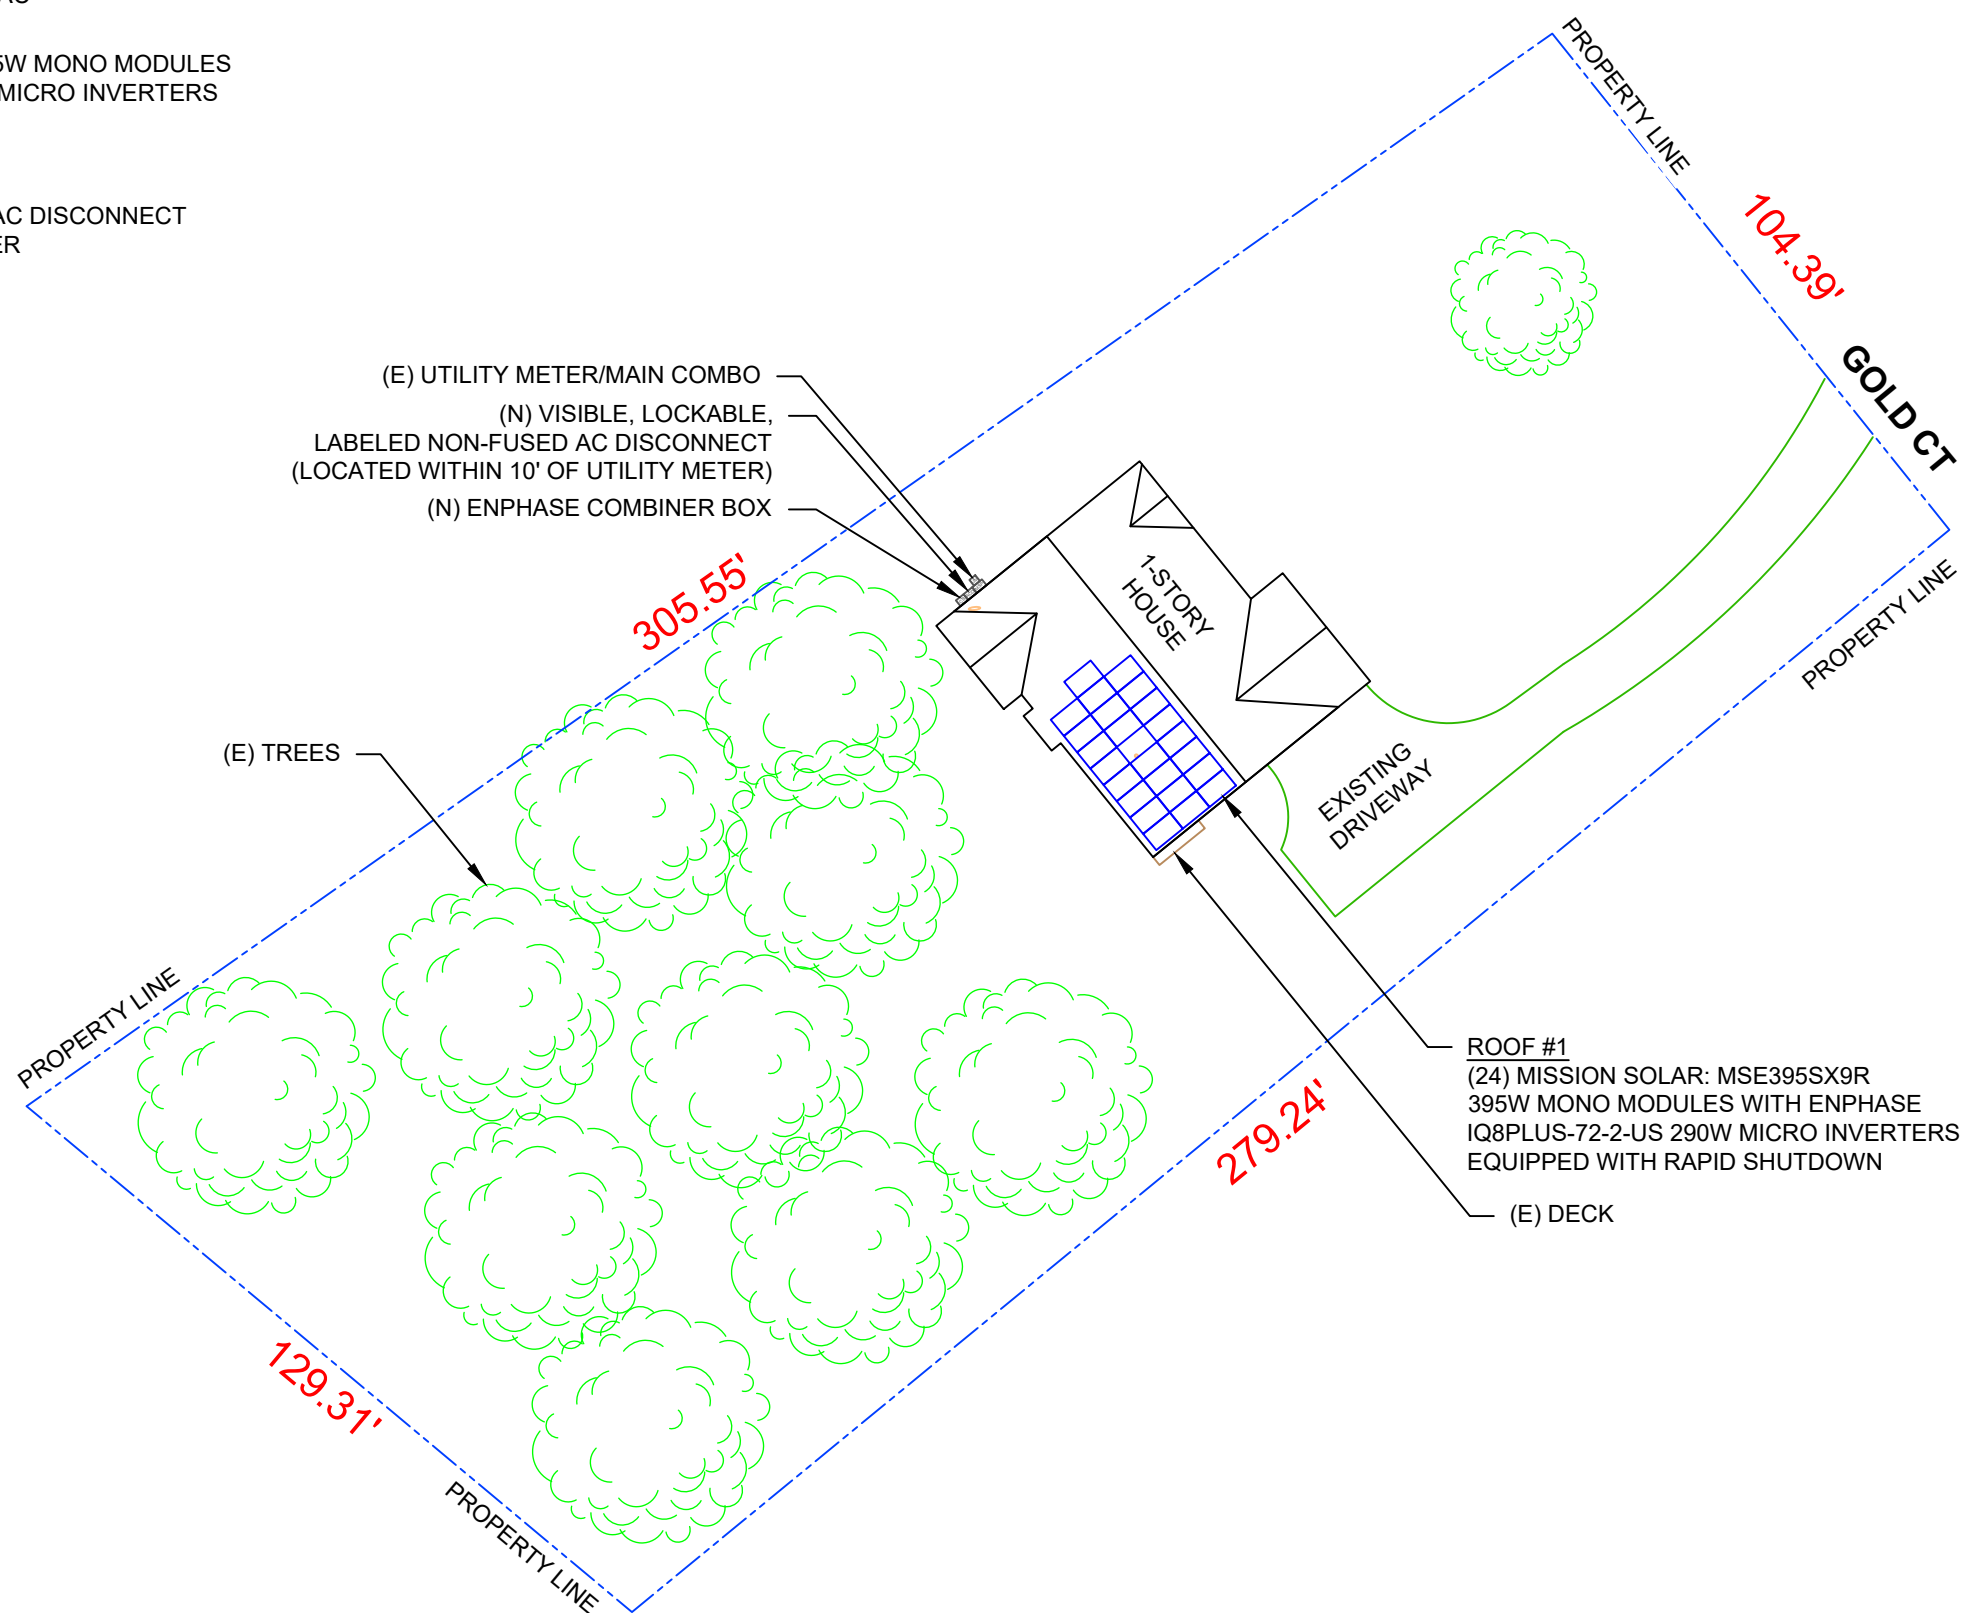 5W MONO MODULES
MICRO INVERTERS
AC DISCONNECT
ER
PROPERTY LINE
104.39'
GOLD CT
PROPERTY LINE
(E) UTILITY METER/MAIN COMBO
(N) VISIBLE, LOCKABLE,
LABELED NON-FUSED AC DISCONNECT
(LOCATED WITHIN 10' OF UTILITY METER)
(N) ENPHASE COMBINER BOX
305.55'
1-STORY
HOUSE
(E) TREES
EXISTING
DRIVEWAY
PROPERTY LINE
ROOF #1
(24) MISSION SOLAR: MSE395SX9R
395W MONO MODULES WITH ENPHASE
IQ8PLUS-72-2-US 290W MICRO INVERTERS
EQUIPPED WITH RAPID SHUTDOWN
279.24'
(E) DECK
129.31'
PROPERTY LINE